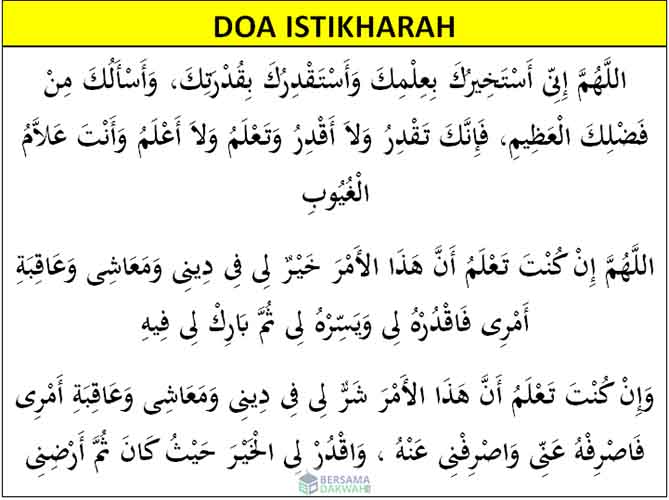 DOA ISTIKHARAH
اللَّهُمَّ إِنِّى أَسْتَخِيرُكَ بِعِلْمِكَ وَأَسْتَقْدِرُكَ بِقُدْرَتِكَ، وَأَسْأَلُكَ مِنْ
فَضْلِكَ الْعَظِيمِ، فَإِنَّكَ تَقْدِرُ وَلاَ أَقْدِرُ وَتَعْلَمُ وَلاَ أَعْلَمُ وَأَنْتَ عَلاَّمُ
الْغُيُوبِ
اللَّهُمَّ إِنْ كُنْتَ تَعْلَمُ أَنَّ هَذَا الأَمْرَ خَيْرٌ لِى فِى دِينِى وَمَعَاشِى وَعَاقِبَةِ
أَمْرِى فَاقْدُرْهُ لِى وَيَسِّرْهُ لِى ثُمَّ بَارِكْ لِى فِيهِ
وَإِنْ كُنْتَ تَعْلَمُ أَنَّ هَذَا الأَمْرَ شَرٌّ لِى فِى دِينِى وَمَعَاشِى وَعَاقِبَةِ أَمْرِى
فَاصْرِفْهُ عَنِّى وَاصْرِفْنِى عَنْهُ ، وَاقْدُرْ لِى الْخَيْرَ حَيْثُ كَانَ ثُمَّ أَرْضِنِى
BERSAMA
DAKWAH